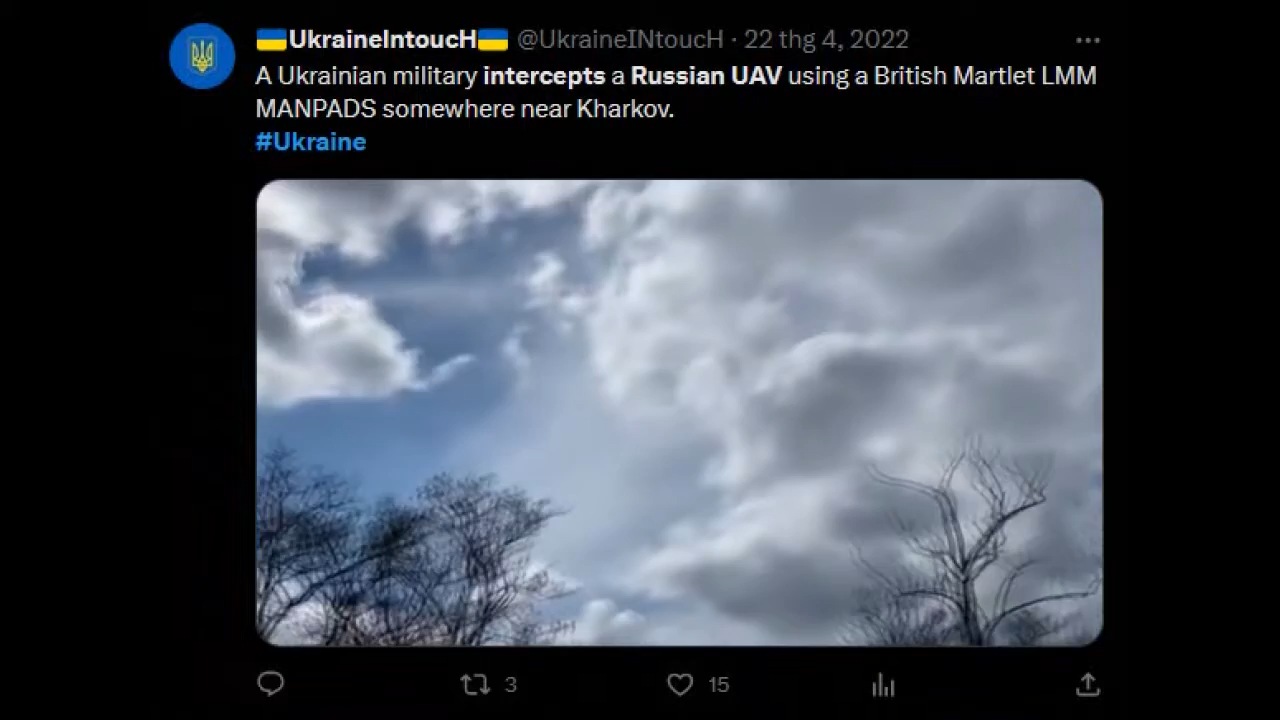 🇺🇦UkraineIntoucH🇺🇦 @UkraineINtoucH · 22 thg 4, 2022
A Ukrainian military intercepts a Russian UAV using a British Martlet LMM
MANPADS somewhere near Kharkov.
#Ukraine
3 15